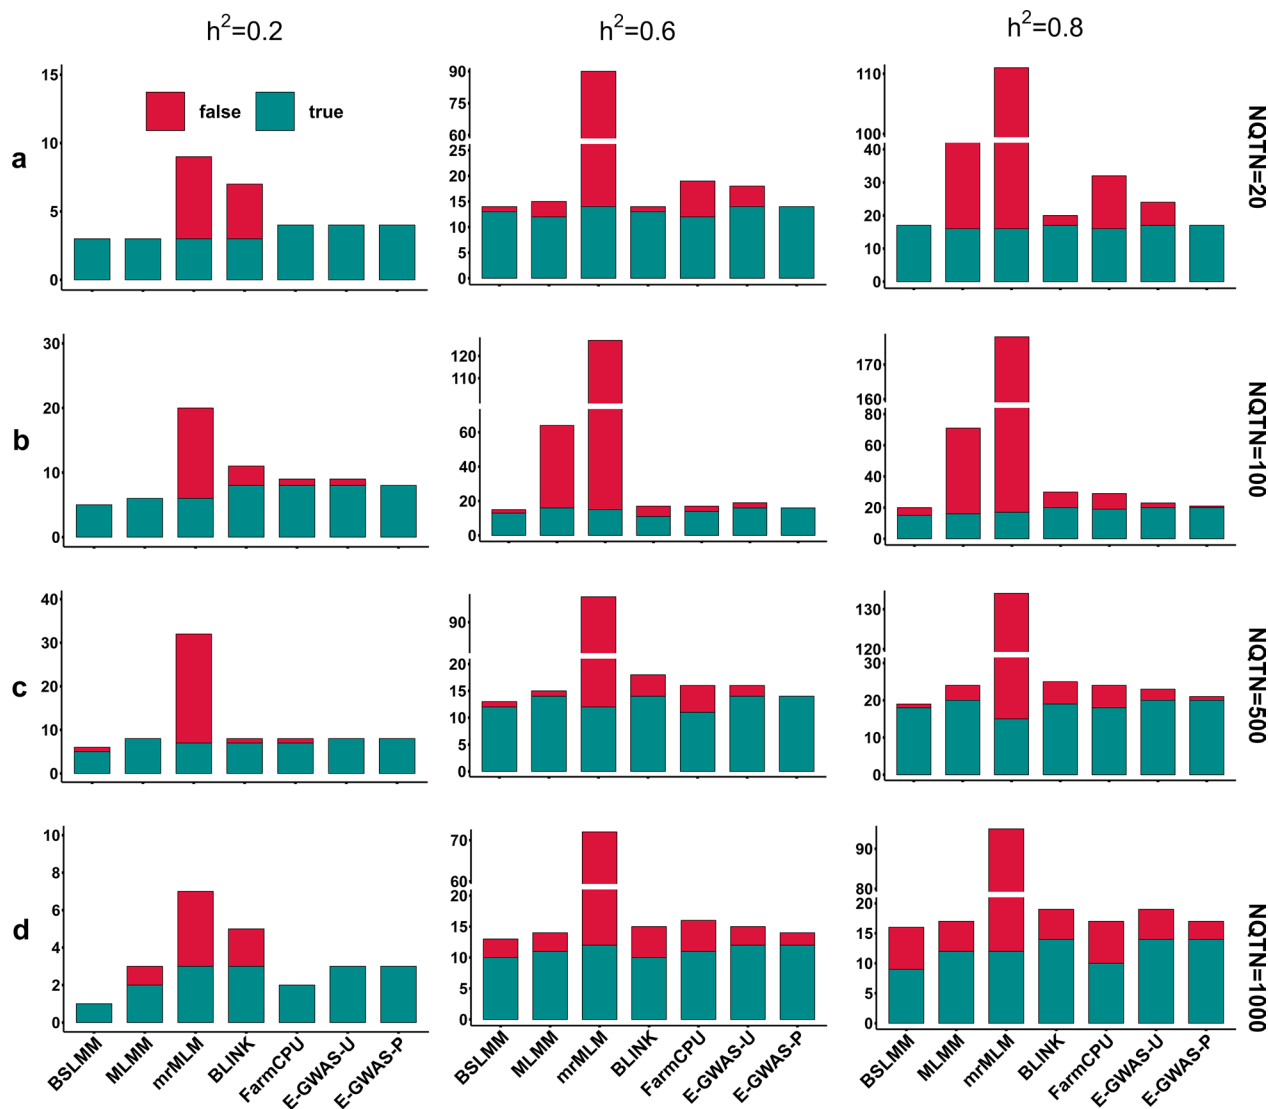 h²=0.2
h²=0.6
h²=0.8
a
15
10
5
0
false
true
90
75
60
25
20
15
10
5
0
110
100
40
30
20
10
0
NQTN=20
b
30
20
10
0
120
110
60
40
20
0
170
160
80
60
40
20
0
NQTN=100
c
40
30
20
10
0
90
20
15
10
5
0
130
120
30
20
10
0
NQTN=500
d
10
8
6
4
2
0
70
60
20
15
10
5
0
90
80
20
15
10
5
0
NQTN=1000
BSLMM
MLMM
mrMLM
BLINK
FarmCPU
E-GWAS-U
E-GWAS-P
BSLMM
MLMM
mrMLM
BLINK
FarmCPU
E-GWAS-U
E-GWAS-P
BSLMM
MLMM
mrMLM
BLINK
FarmCPU
E-GWAS-U
E-GWAS-P